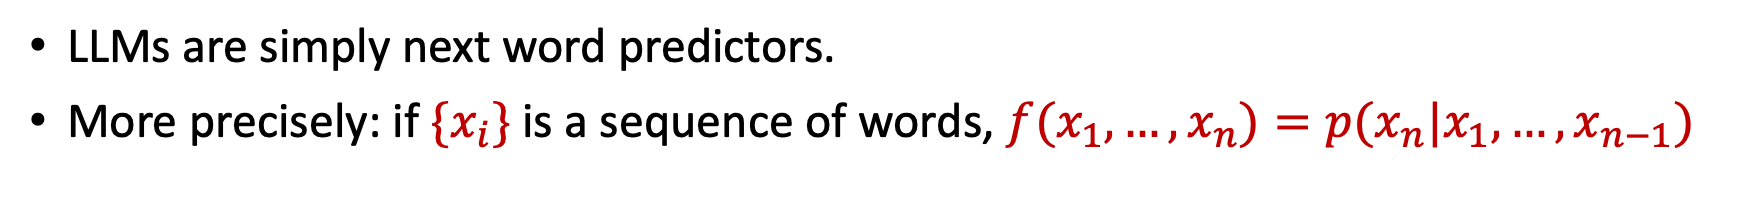 • LLMs are simply next word predictors.
• More precisely: if {xᵢ} is a sequence of words, f(x₁, … , xₙ) = p(xₙ|x₁, … , xₙ₋₁)